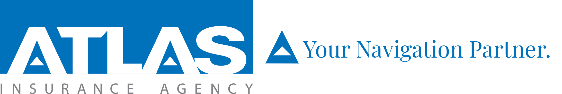 ATLAS
INSURANCE AGENCY
Your Navigation Partner.